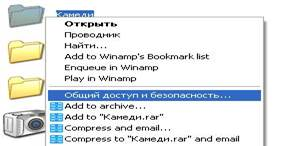 Камеди
Открыть
Проводник
Найти...
Add to Winamp's Bookmark list
Enqueue in Winamp
Play in Winamp
Общий доступ и безопасность...
Add to archive...
Add to "Камеди.rar"
Compress and email...
Compress to "Камеди.rar" and email